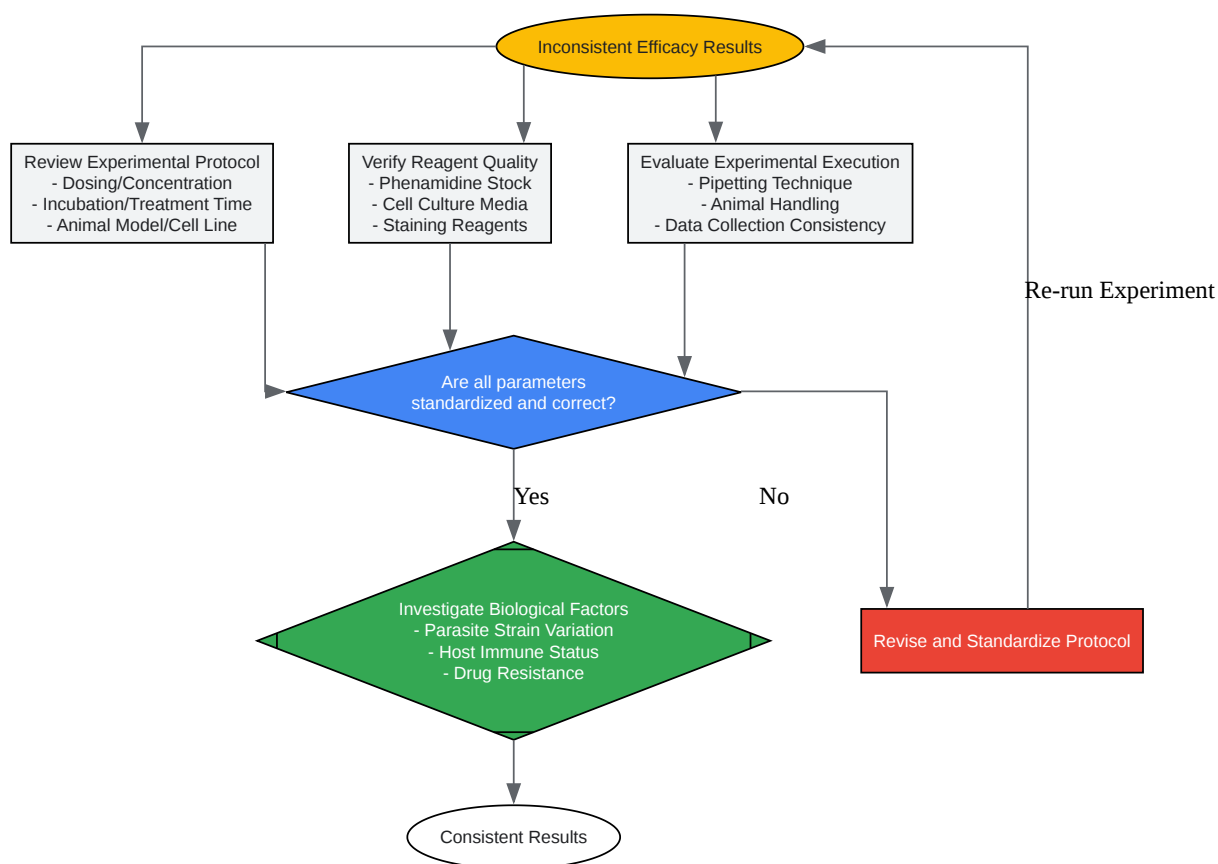 Inconsistent Efficacy Results
Review Experimental Protocol
- Dosing/Concentration
- Incubation/Treatment Time
- Animal Model/Cell Line
Verify Reagent Quality
- Phenamidine Stock
- Cell Culture Media
- Staining Reagents
Evaluate Experimental Execution
- Pipetting Technique
- Animal Handling
- Data Collection Consistency
Re-run Experiment
Are all parameters
standardized and correct?
Yes
No
Investigate Biological Factors
- Parasite Strain Variation
- Host Immune Status
- Drug Resistance
Revise and Standardize Protocol
Consistent Results